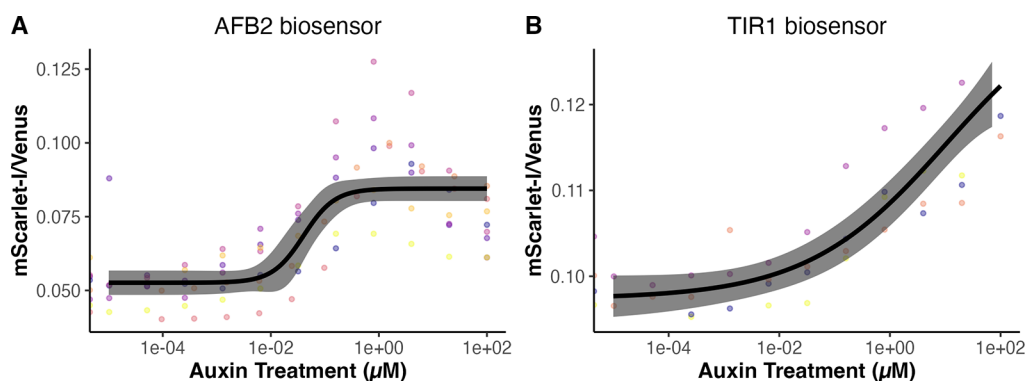 A
AFB2 biosensor
mScarlet-I/Venus
0.125
0.100
0.075
0.050
1e-04
1e-02
1e+00
1e+02
Auxin Treatment (μM)
B
TIR1 biosensor
mScarlet-I/Venus
0.12
0.11
0.10
1e-04
1e-02
1e+00
1e+02
Auxin Treatment (μM)